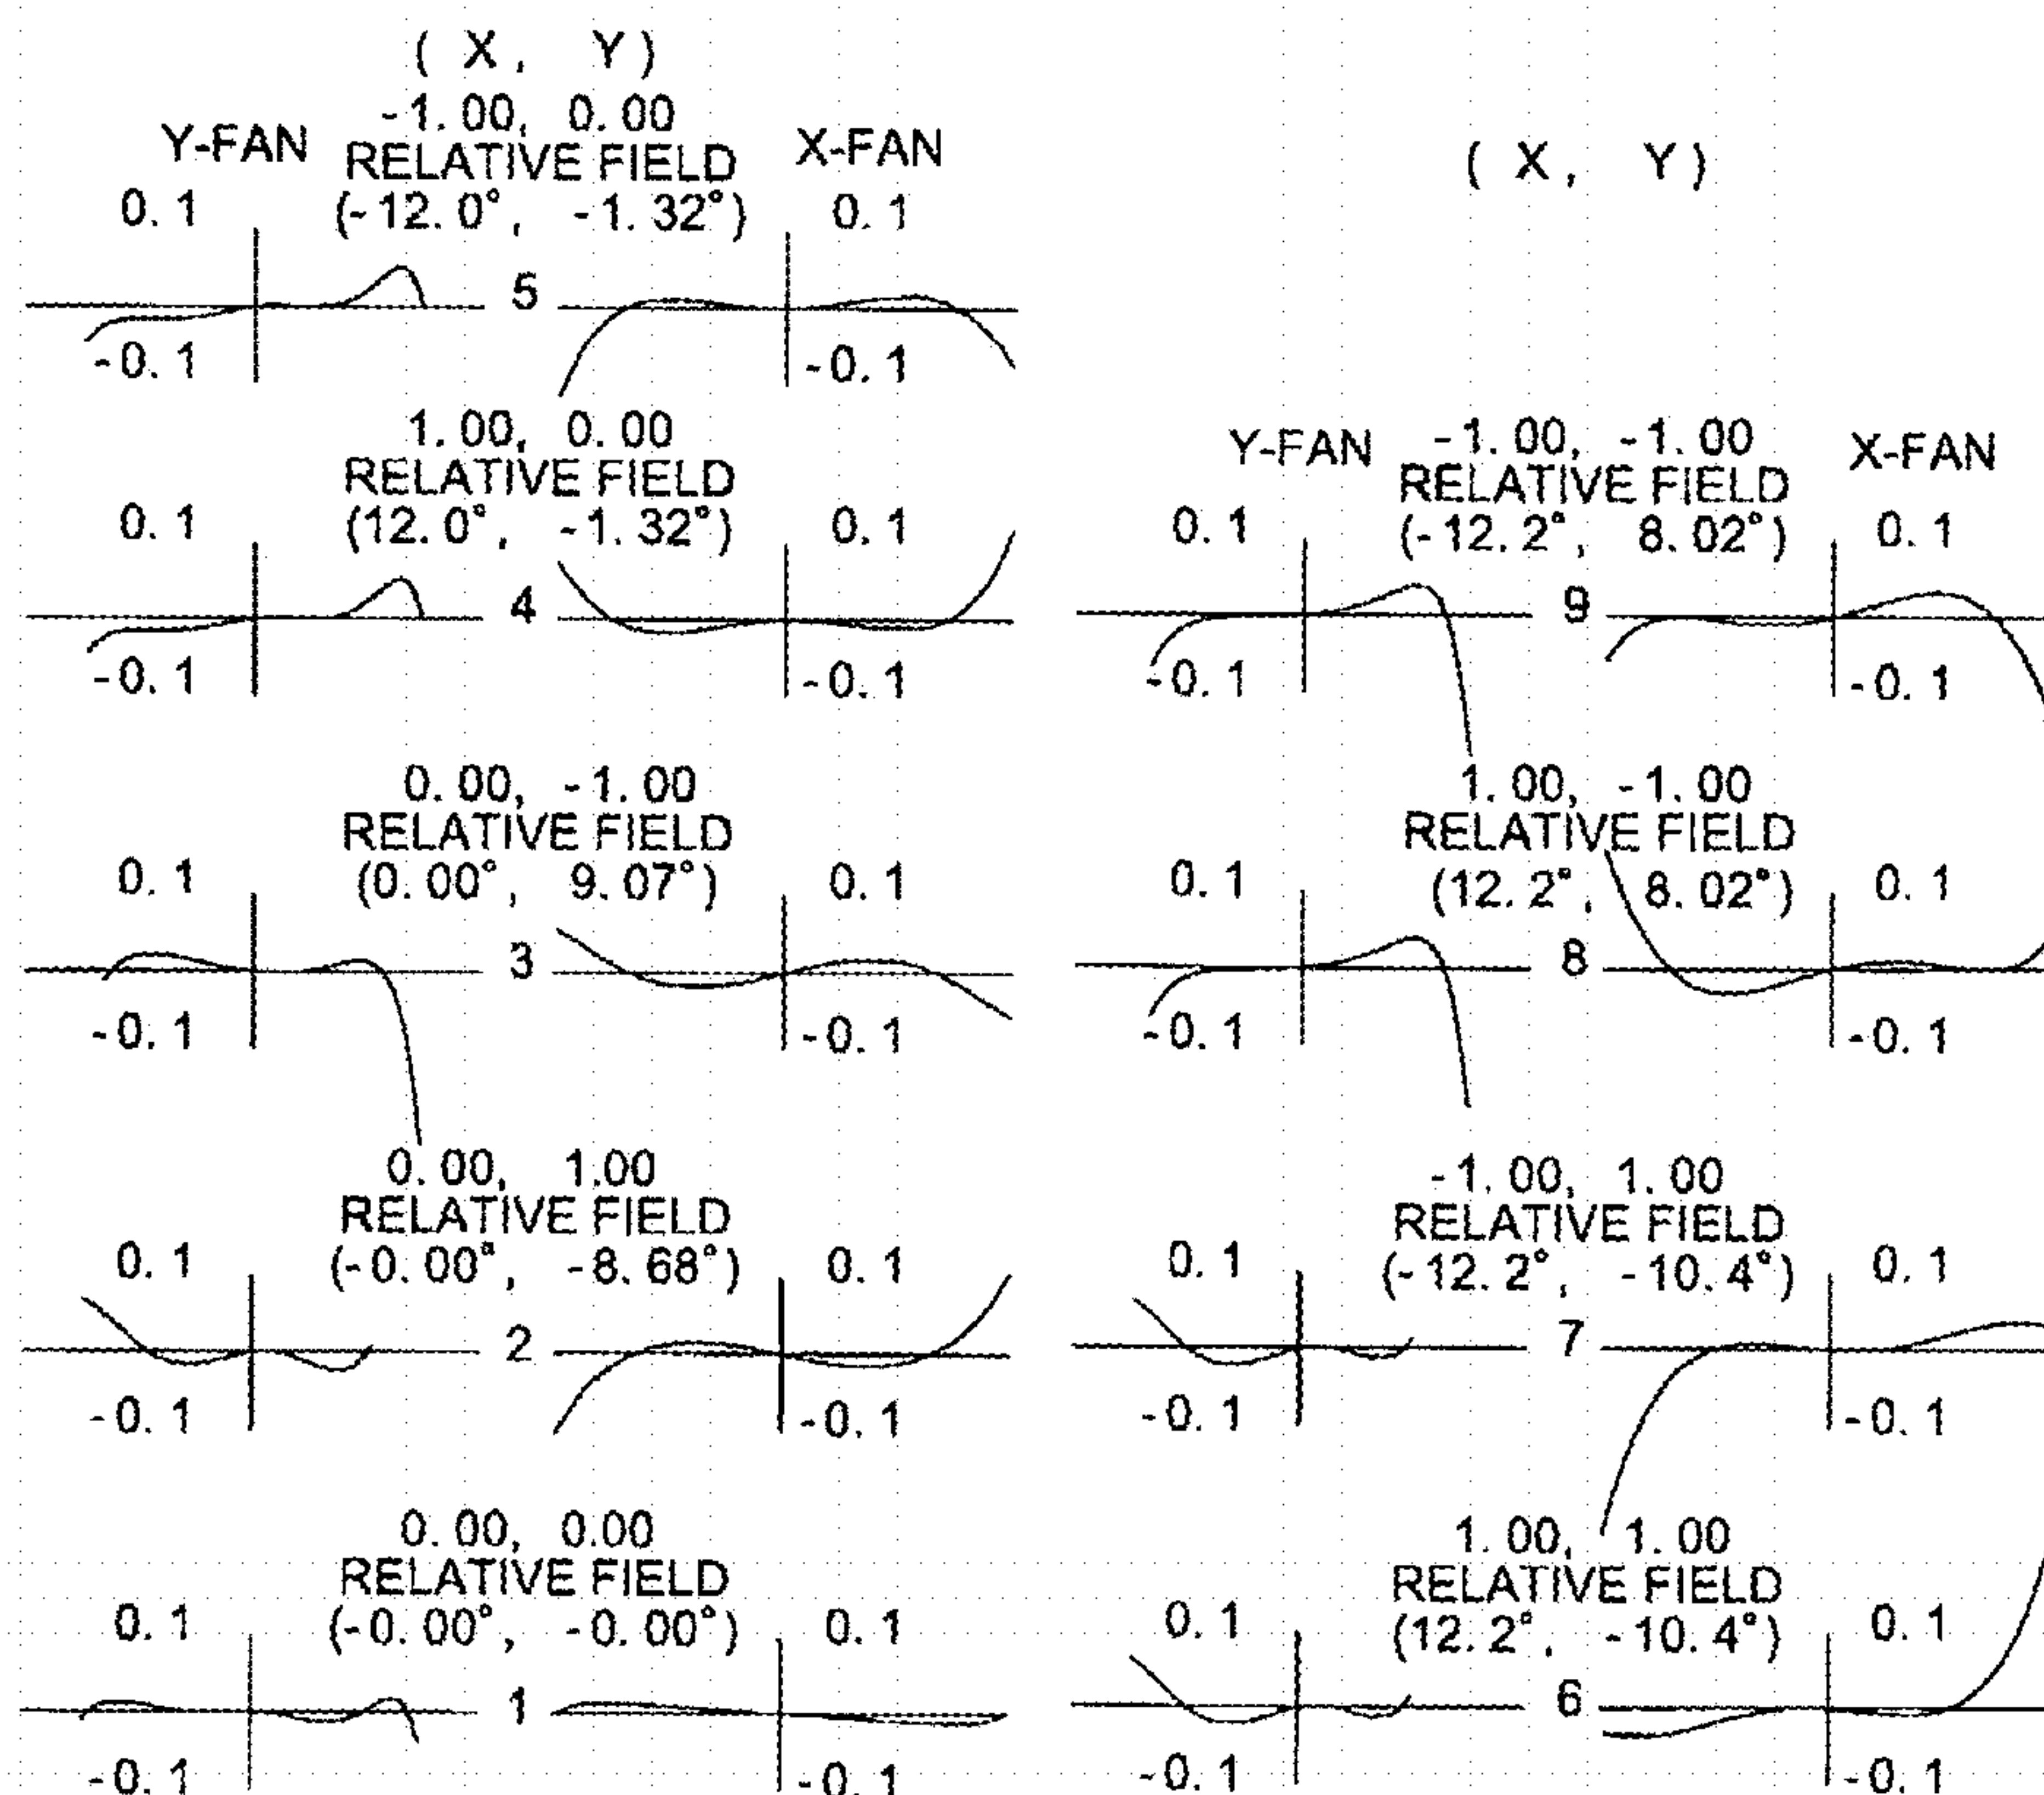 ( X, Y )
-1.00, 0.00
Y-FAN RELATIVE FIELD X-FAN
0.1 (-12.0°, -1.32°) 0.1
5
-0.1 -0.1
1.00, 0.00
RELATIVE FIELD
0.1 (12.0°, -1.32°) 0.1
4
-0.1 -0.1
0.00, -1.00
RELATIVE FIELD
0.1 (0.00°, 9.07°) 0.1
3
-0.1 -0.1
0.00, 1.00
RELATIVE FIELD
0.1 (-0.00°, -8.68°) 0.1
2
-0.1 -0.1
0.00, 0.00
RELATIVE FIELD
0.1 (-0.00°, -0.00°) 0.1
1
-0.1 -0.1
( X, Y )
Y-FAN -1.00, -1.00 X-FAN
RELATIVE FIELD
0.1 (-12.2°, 8.02°) 0.1
9
-0.1 -0.1
1.00, -1.00
RELATIVE FIELD
0.1 (12.2°, 8.02°) 0.1
8
-0.1 -0.1
-1.00, 1.00
RELATIVE FIELD
0.1 (-12.2°, -10.4°) 0.1
7
-0.1 -0.1
1.00, 1.00
RELATIVE FIELD
0.1 (12.2°, -10.4°) 0.1
6
-0.1 -0.1